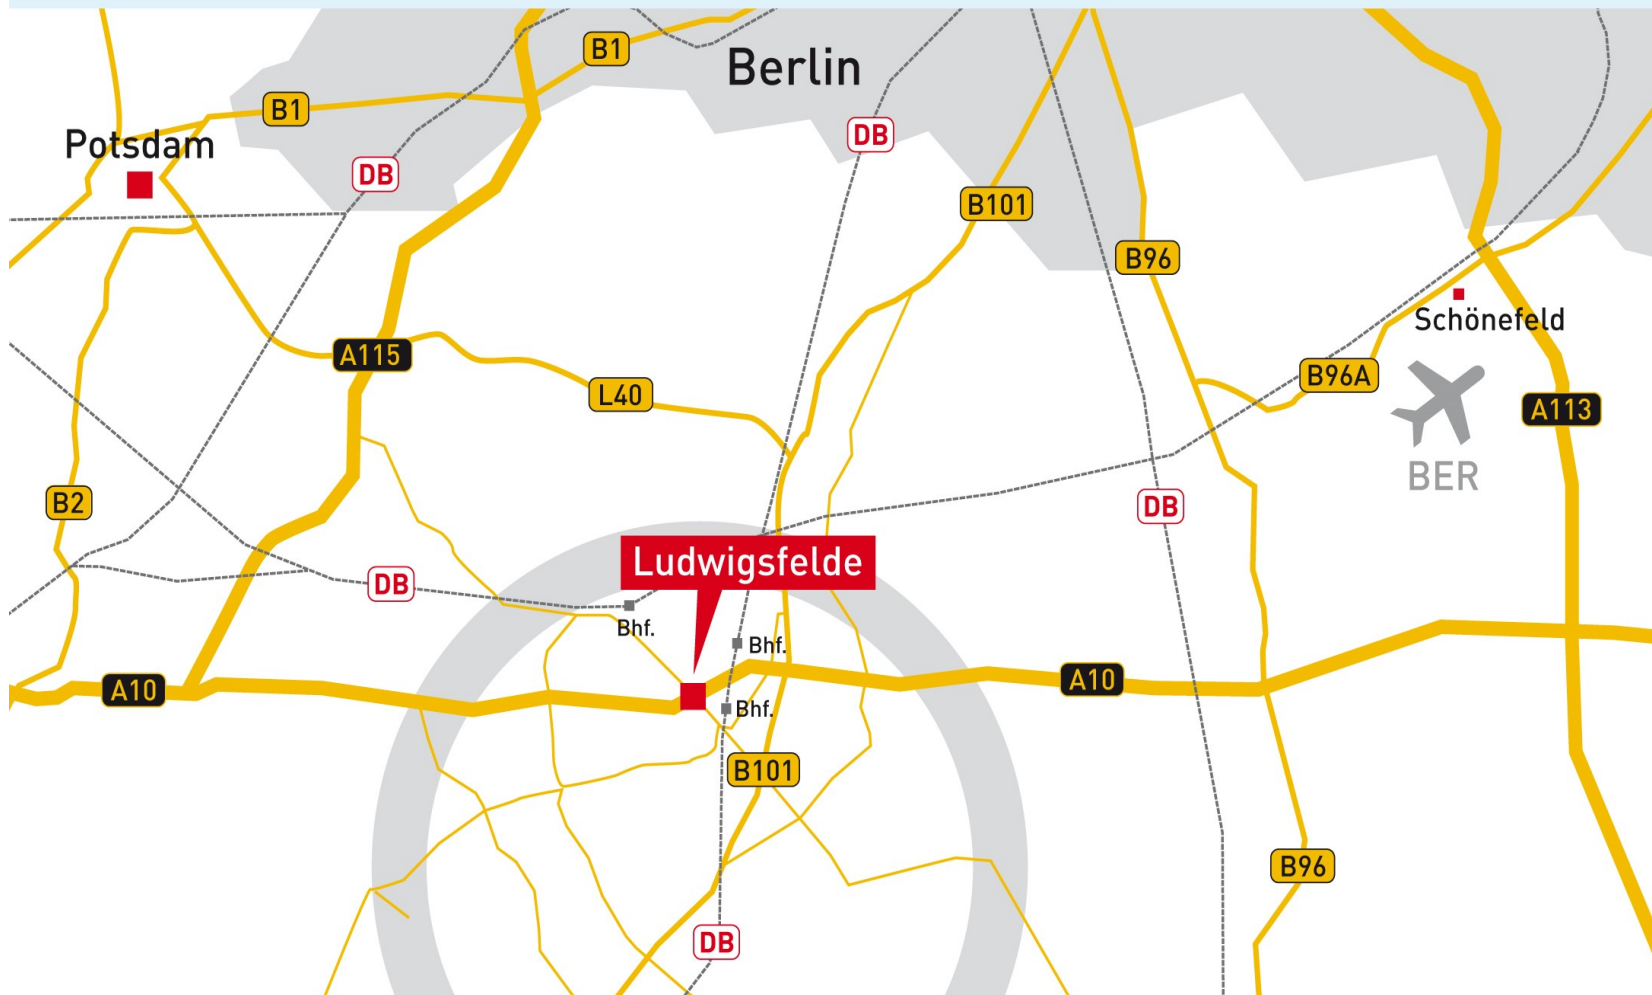 B1
Berlin
B1
DB
Potsdam
DB
B101
B96
Schönefeld
A115
B96A
L40
A113
BER
B2
DB
Ludwigsfelde
DB
Bhf.
Bhf.
A10
A10
Bhf.
B101
B96
DB